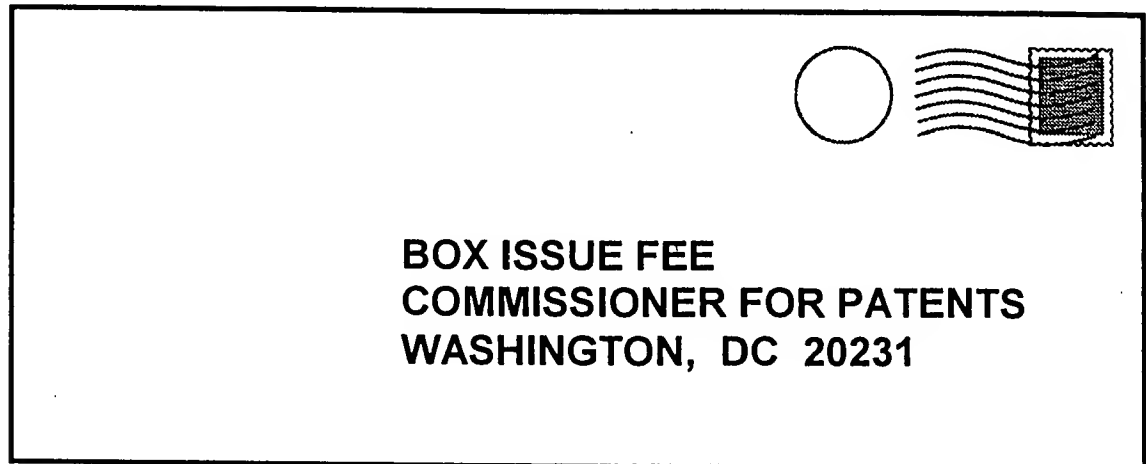 BOX ISSUE FEE
COMMISSIONER FOR PATENTS
WASHINGTON, DC 20231